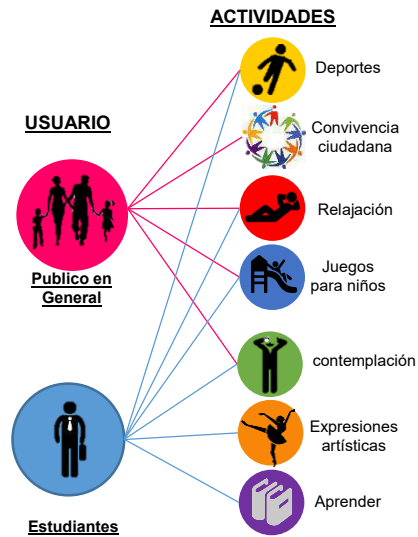 ACTIVIDADES
Deportes
USUARIO
Convivencia
ciudadana
Relajación
Publico en
General
Juegos
para niños
contemplación
Expresiones
artísticas
Aprender
Estudiantes